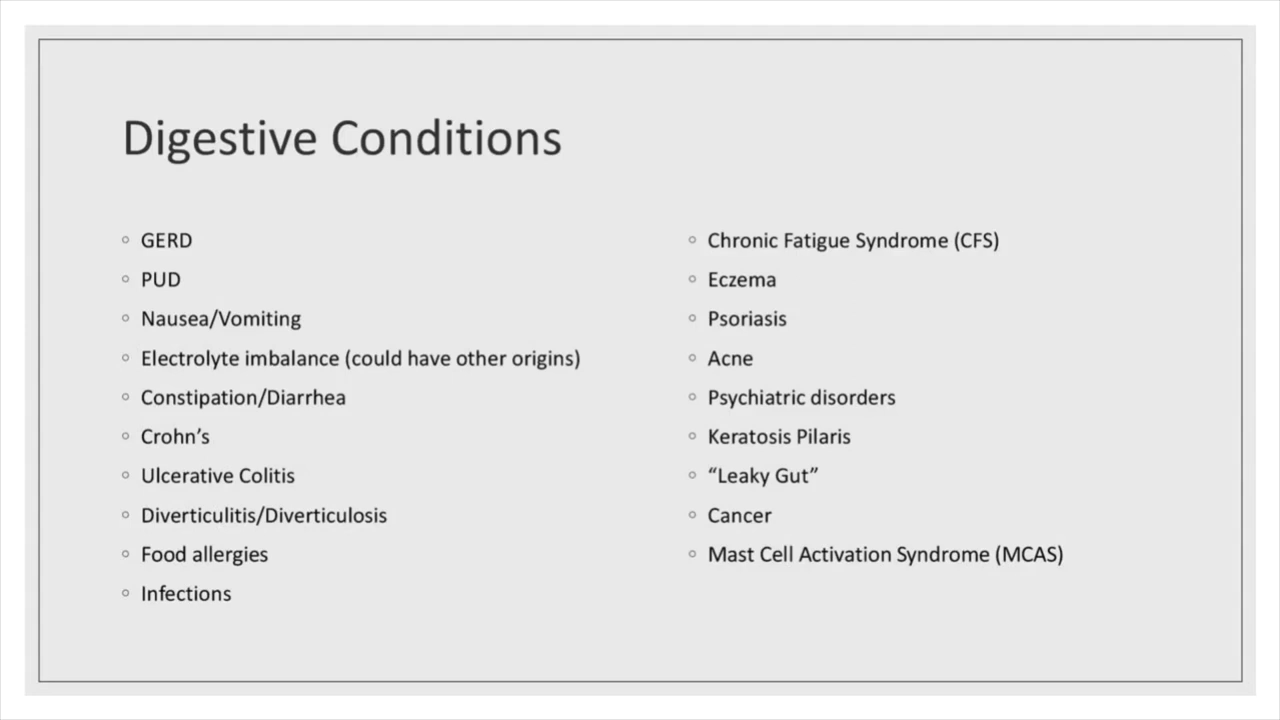 Digestive Conditions
GERD
PUD
Nausea/Vomiting
Electrolyte imbalance (could have other origins)
Constipation/Diarrhea
Crohn’s
Ulcerative Colitis
Diverticulitis/Diverticulosis
Food allergies
Infections
Chronic Fatigue Syndrome (CFS)
Eczema
Psoriasis
Acne
Psychiatric disorders
Keratosis Pilaris
“Leaky Gut”
Cancer
Mast Cell Activation Syndrome (MCAS)